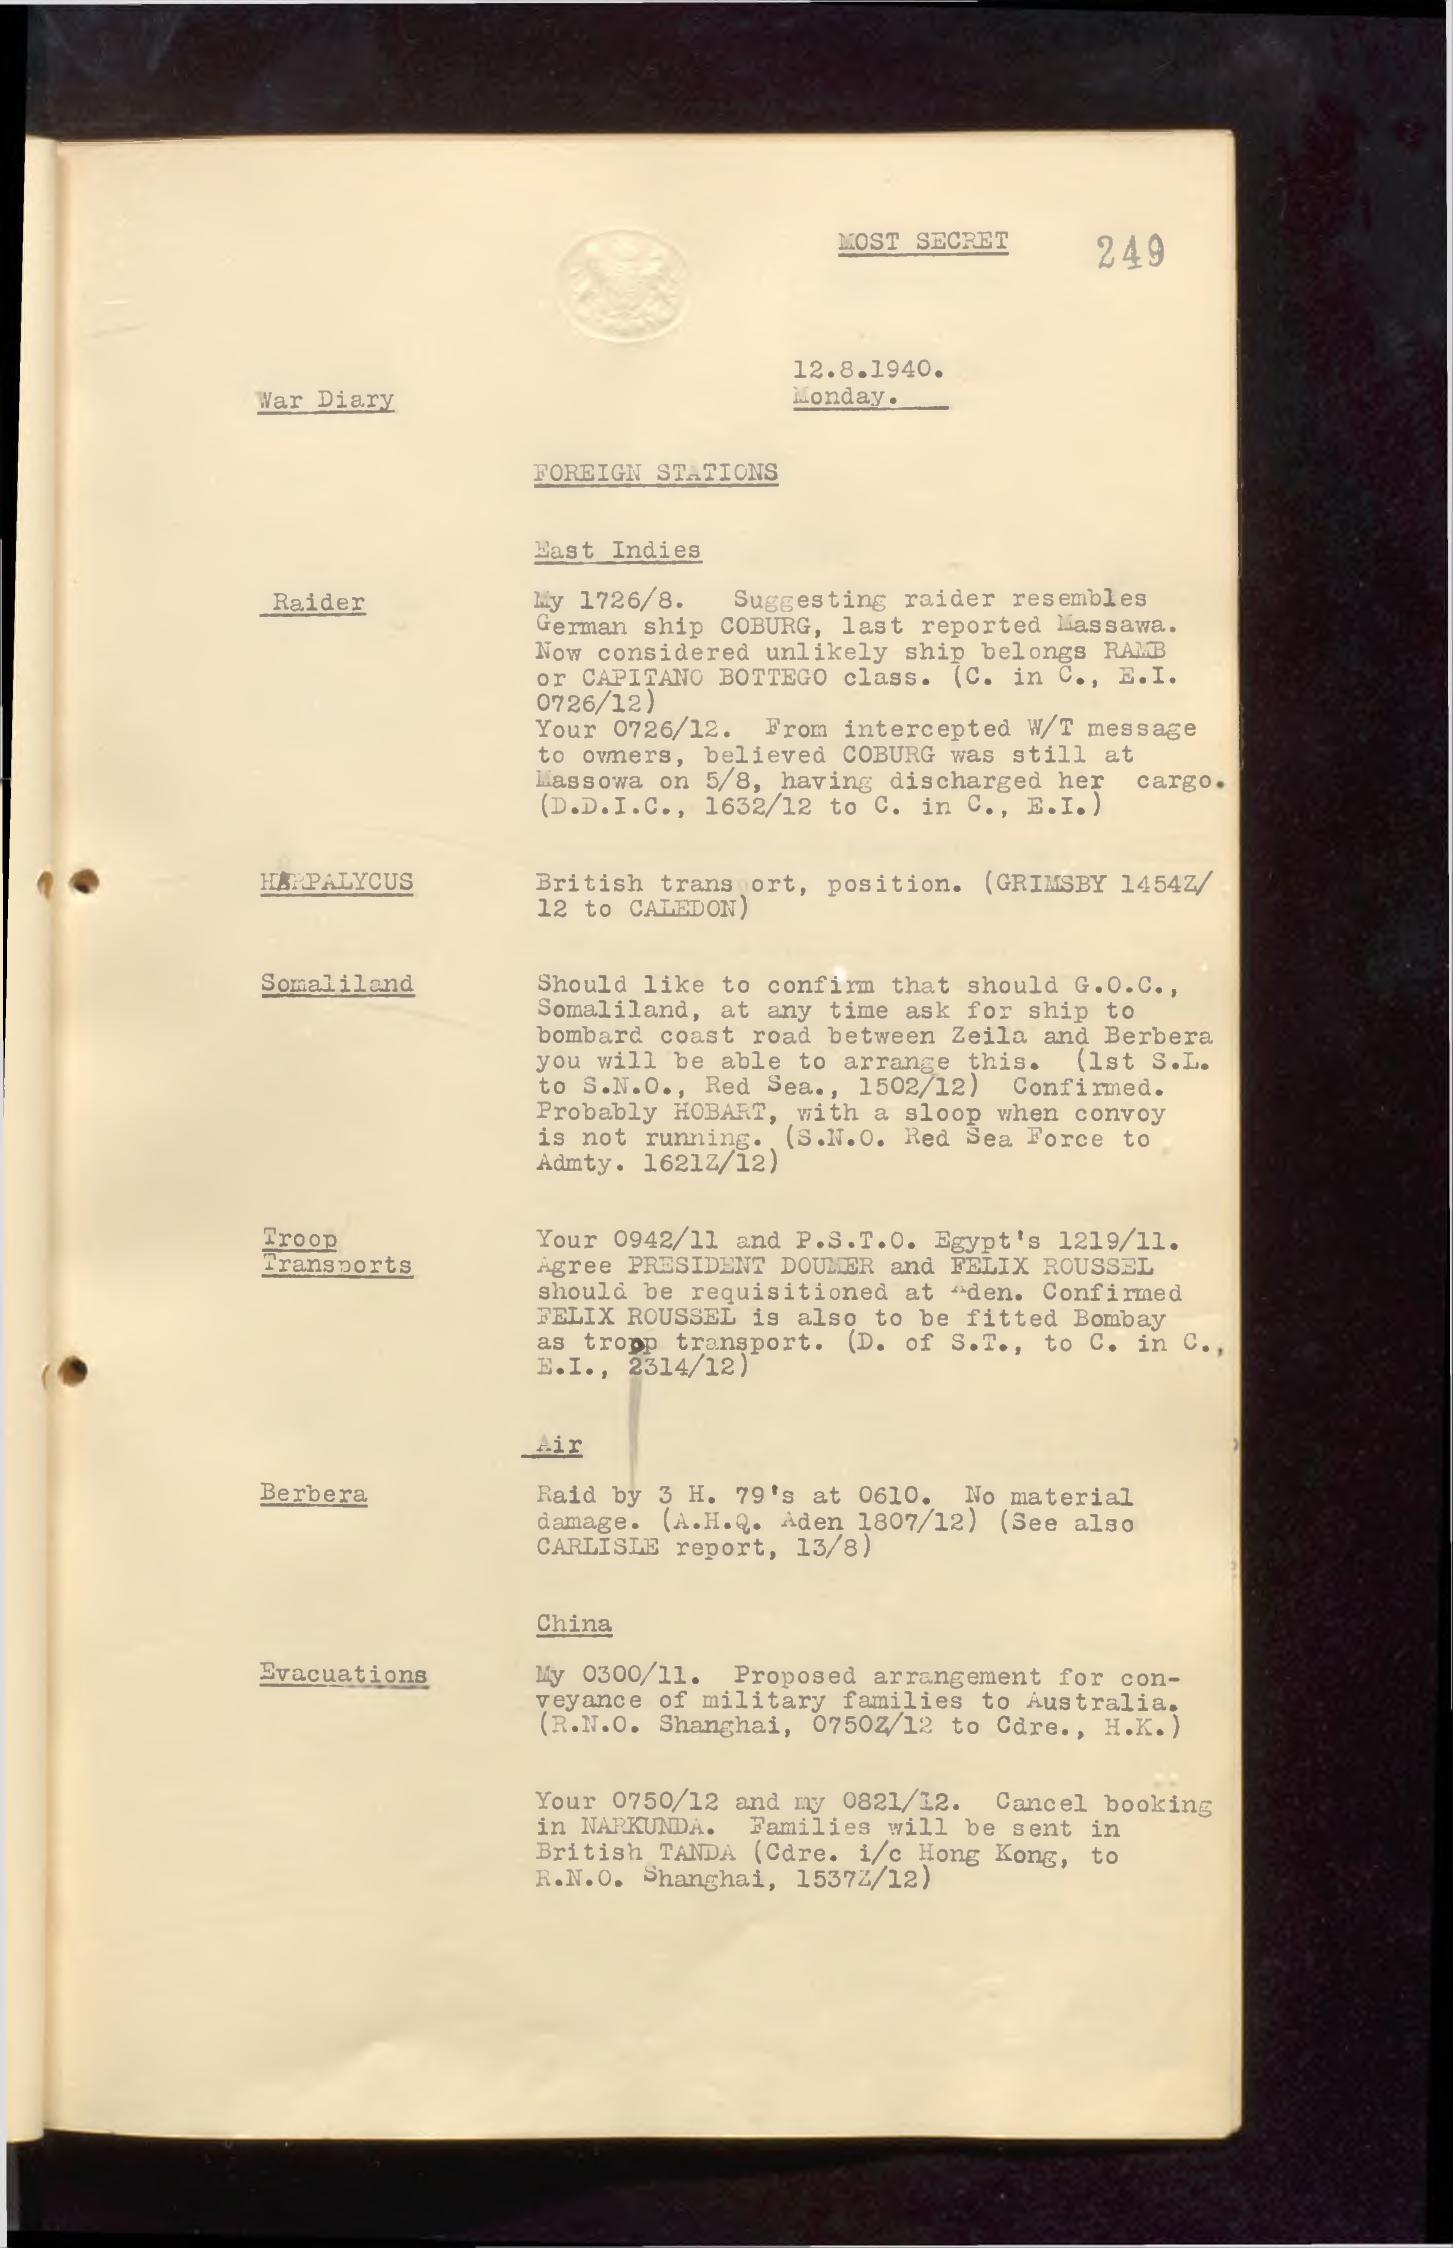 MOST SECRET
249
12.8.1940.
War Diary
Monday.
FOREIGN STATIONS
East Indies
Raider
My 1726/8. Suggesting raider resembles
German ship COBURG, last reported Massawa.
Now considered unlikely ship belongs RAMB
or CAPITANO BOTTEGO class. (C. in C., E.I.
0726/12)
Your 0726/12. From intercepted W/T message
to owners, believed COBURG was still at
Massowa on 5/8, having discharged her cargo.
(D.D.I.C., 1632/12 to C. in C., E.I.)
HARPALYCUS
British trans ort, position. (GRIMSBY 1454Z/
12 to CALEDON)
Somaliland
Should like to confirm that should G.O.C.,
Somaliland, at any time ask for ship to
bombard coast road between Zeila and Berbera
you will be able to arrange this. (1st S.L.
to S.N.O., Red Sea., 1502/12) Confirmed.
Probably HOBART, with a sloop when convoy
is not running. (S.N.O. Red Sea Force to
Admty. 1621Z/12)
Troop
Transports
Your 0942/11 and P.S.T.O. Egypt's 1219/11.
Agree PRESIDENT DOUMER and FELIX ROUSSEL
should be requisitioned at Aden. Confirmed
FELIX ROUSSEL is also to be fitted Bombay
as tropp transport. (D. of S.T., to C. in C.,
E.I., 2314/12)
Air
Berbera
Raid by 3 H. 79's at 0610. No material
damage. (A.H.Q. Aden 1807/12) (See also
CARLISLE report, 13/8)
China
Evacuations
My 0300/11. Proposed arrangement for con-
veyance of military families to Australia.
(R.N.O. Shanghai, 0750Z/12 to Cdre., H.K.)
Your 0750/12 and my 0821/12. Cancel booking
in NARKUNDA. Families will be sent in
British TANDA (Cdre. i/c Hong Kong, to
R.N.O. Shanghai, 1537Z/12)